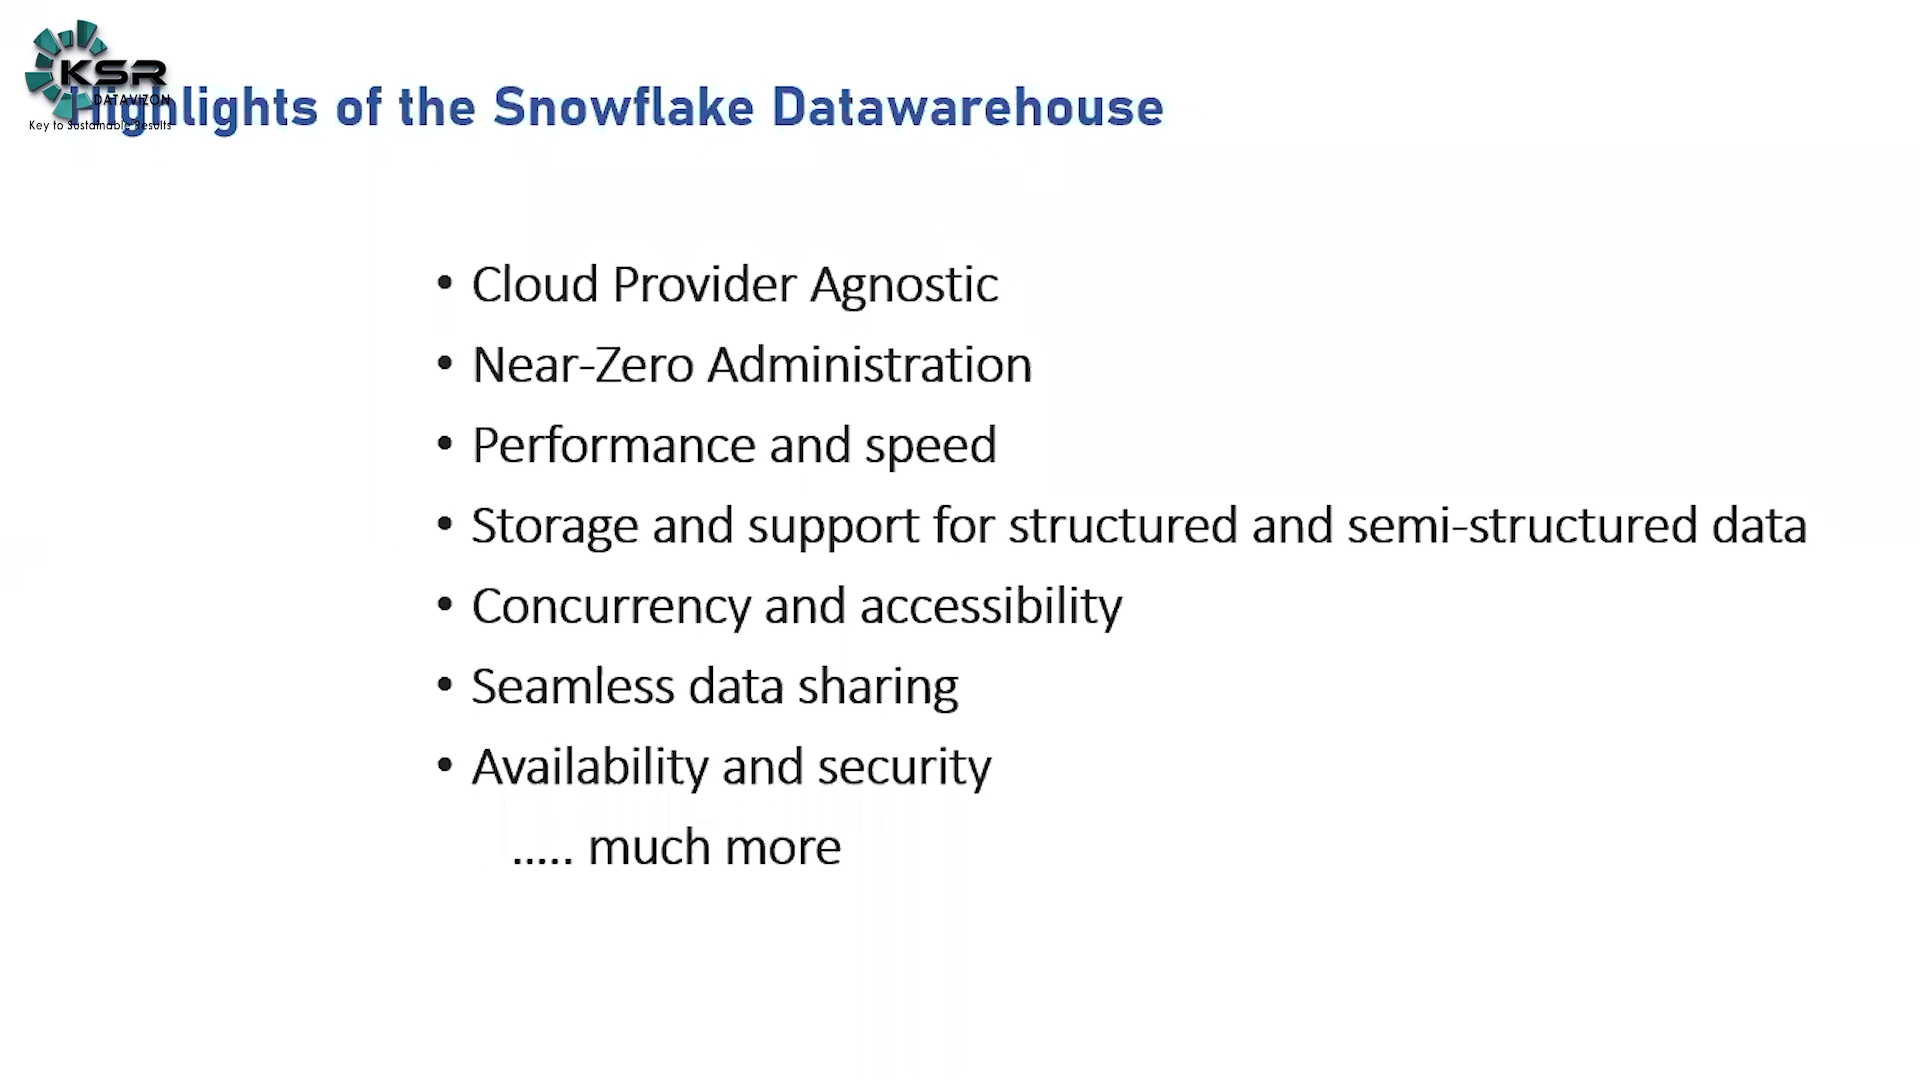 KSR
DATAVIZON
Key to Sustainable Results
Highlights of the Snowflake Datawarehouse
• Cloud Provider Agnostic
• Near-Zero Administration
• Performance and speed
• Storage and support for structured and semi-structured data
• Concurrency and accessibility
• Seamless data sharing
• Availability and security
..... much more